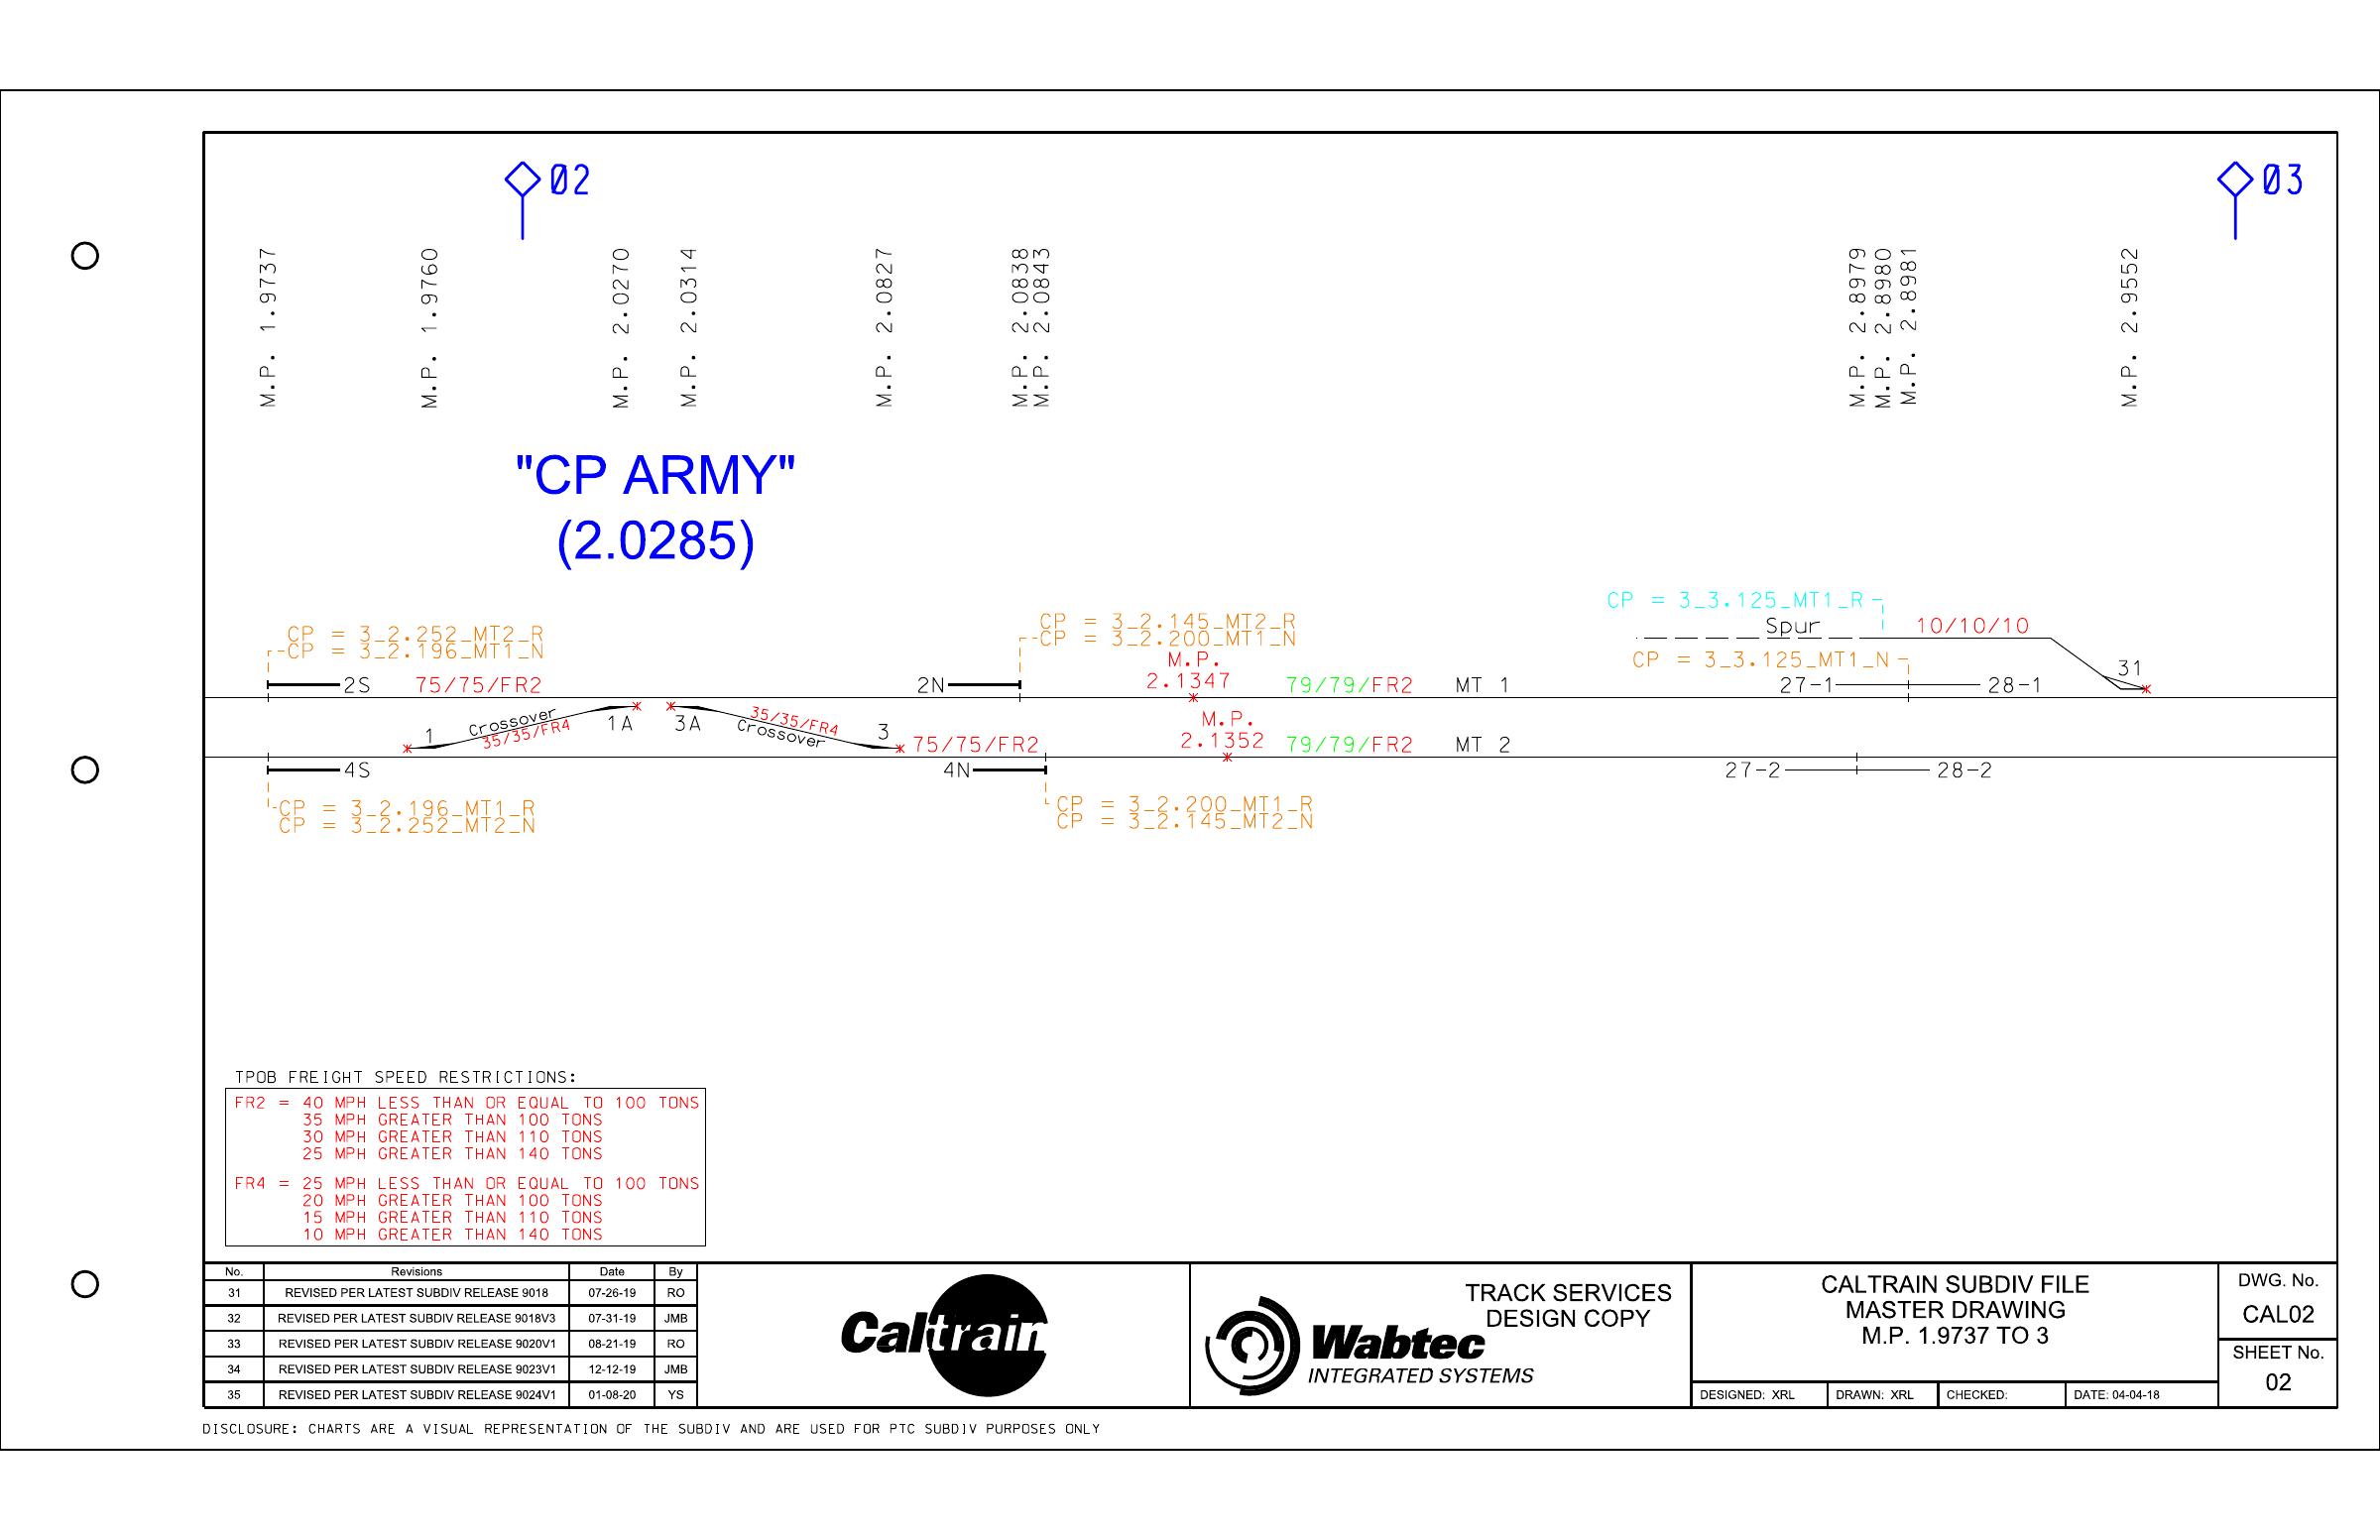 02
03
M.P. 1.9737
M.P. 1.9760
M.P. 2.0270
M.P. 2.0314
M.P. 2.0827
M.P. 2.0838
M.P. 2.0843
M.P. 2.8979
M.P. 2.8980
M.P. 2.8981
M.P. 2.9552
"CP ARMY"
(2.0285)
CP = 3_2.252_MT2_R
CP = 3_2.196_MT1_N
CP = 3_2.145_MT2_R
CP = 3_2.200_MT1_N
CP = 3_3.125_MT1_R
Spur
10/10/10
CP = 3_3.125_MT1_N
31
2S
75/75/FR2
2N
M.P.
2.1347
79/79/FR2
MT 1
27-1
28-1
1
Crossover
35/35/FR4
1A
3A
35/35/FR4
Crossover
3
75/75/FR2
M.P.
2.1352
79/79/FR2
MT 2
4S
4N
27-2
28-2
CP = 3_2.196_MT1_R
CP = 3_2.252_MT2_N
CP = 3_2.200_MT1_R
CP = 3_2.145_MT2_N
TPOB FREIGHT SPEED RESTRICTIONS:
FR2 = 40 MPH LESS THAN OR EQUAL TO 100 TONS
35 MPH GREATER THAN 100 TONS
30 MPH GREATER THAN 110 TONS
25 MPH GREATER THAN 140 TONS
FR4 = 25 MPH LESS THAN OR EQUAL TO 100 TONS
20 MPH GREATER THAN 100 TONS
15 MPH GREATER THAN 110 TONS
10 MPH GREATER THAN 140 TONS
No. Revisions Date By
31 REVISED PER LATEST SUBDIV RELEASE 9018 07-26-19 RO
32 REVISED PER LATEST SUBDIV RELEASE 9018V3 07-31-19 JMB
33 REVISED PER LATEST SUBDIV RELEASE 9020V1 08-21-19 RO
34 REVISED PER LATEST SUBDIV RELEASE 9023V1 12-12-19 JMB
35 REVISED PER LATEST SUBDIV RELEASE 9024V1 01-08-20 YS
Caltrain
TRACK SERVICES
DESIGN COPY
Wabtec
INTEGRATED SYSTEMS
CALTRAIN SUBDIV FILE
MASTER DRAWING
M.P. 1.9737 TO 3
DESIGNED: XRL DRAWN: XRL CHECKED: DATE: 04-04-18
DWG. No.
CAL02
SHEET No.
02
DISCLOSURE: CHARTS ARE A VISUAL REPRESENTATION OF THE SUBDIV AND ARE USED FOR PTC SUBDIV PURPOSES ONLY